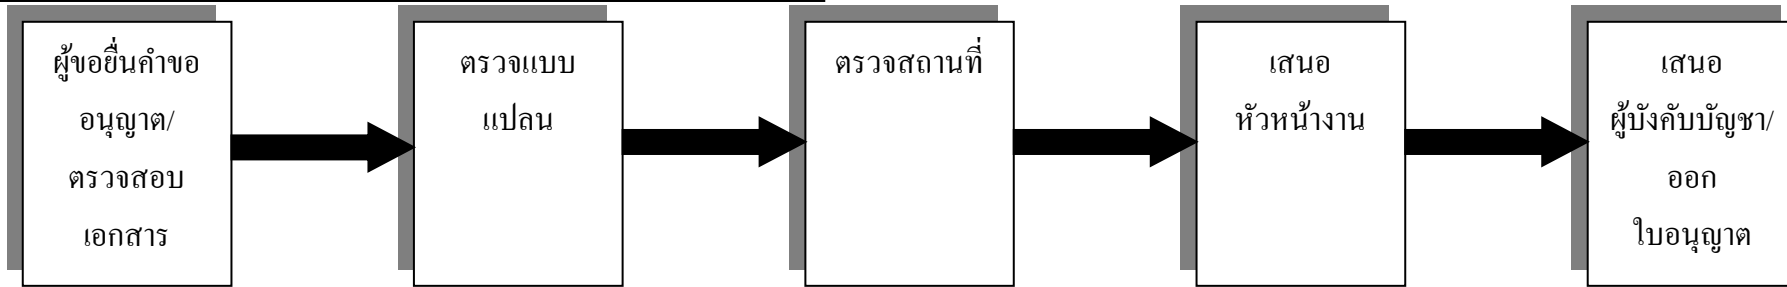 ผู้ขอยื่นคำขอ
อนุญาต/
ตรวจสอบ
เอกสาร
ตรวจแบบ
แปลน
ตรวจสถานที่
เสนอ
หัวหน้างาน
เสนอ
ผู้บังคับบัญชา/
ออก
ใบอนุญาต